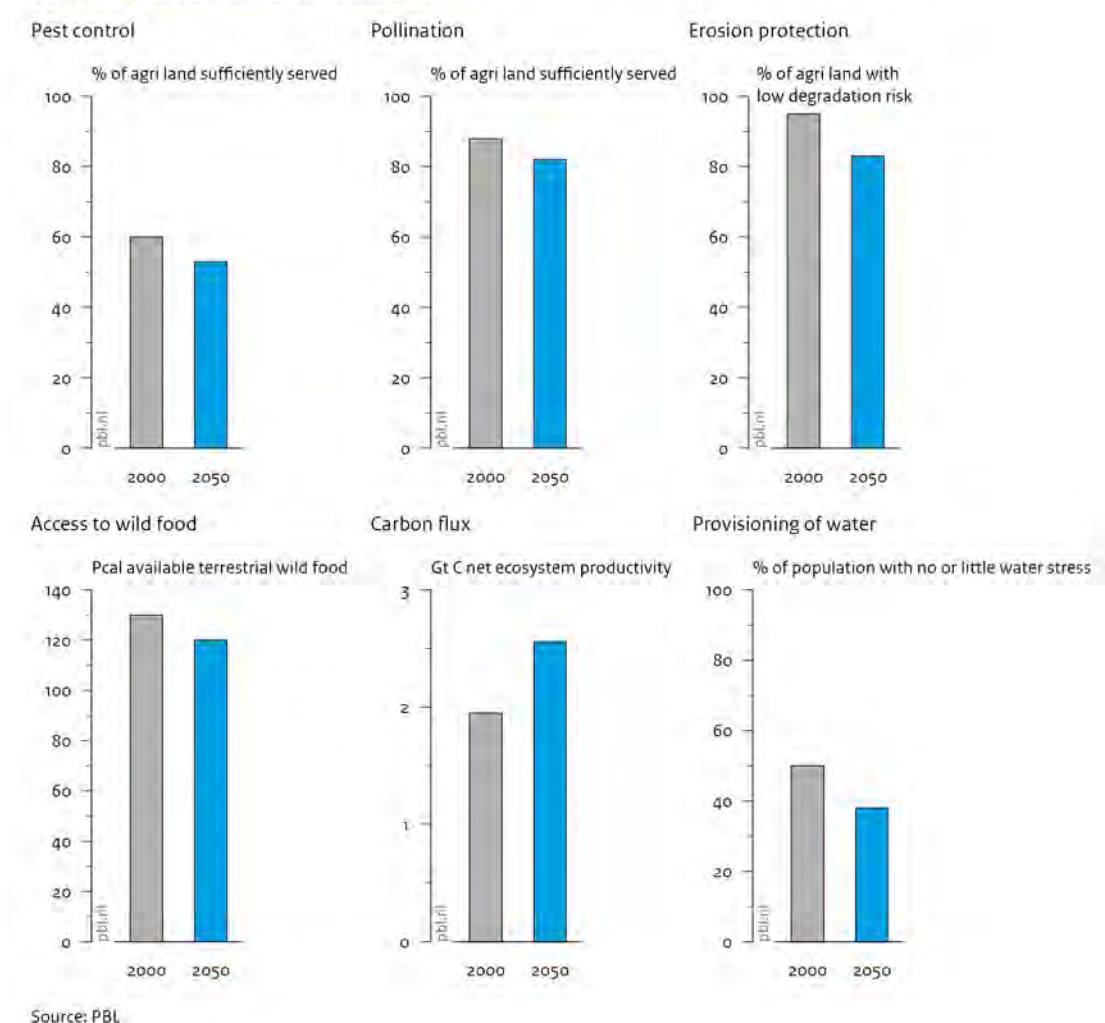 Pest control
% of agri land sufficiently served
100
80
60
40
20
0
pbl.nl
2000 2050
Pollination
% of agri land sufficiently served
100
80
60
40
20
0
pbl.nl
2000 2050
Erosion protection
% of agri land with
low degradation risk
100
80
60
40
20
0
pbl.nl
2000 2050
Access to wild food
Pcal available terrestrial wild food
140
120
100
80
60
40
20
0
pbl.nl
2000 2050
Carbon flux
Gt C net ecosystem productivity
3
2
1
0
pbl.nl
2000 2050
Provisioning of water
% of population with no or little water stress
100
80
60
40
20
0
pbl.nl
2000 2050
Source: PBL